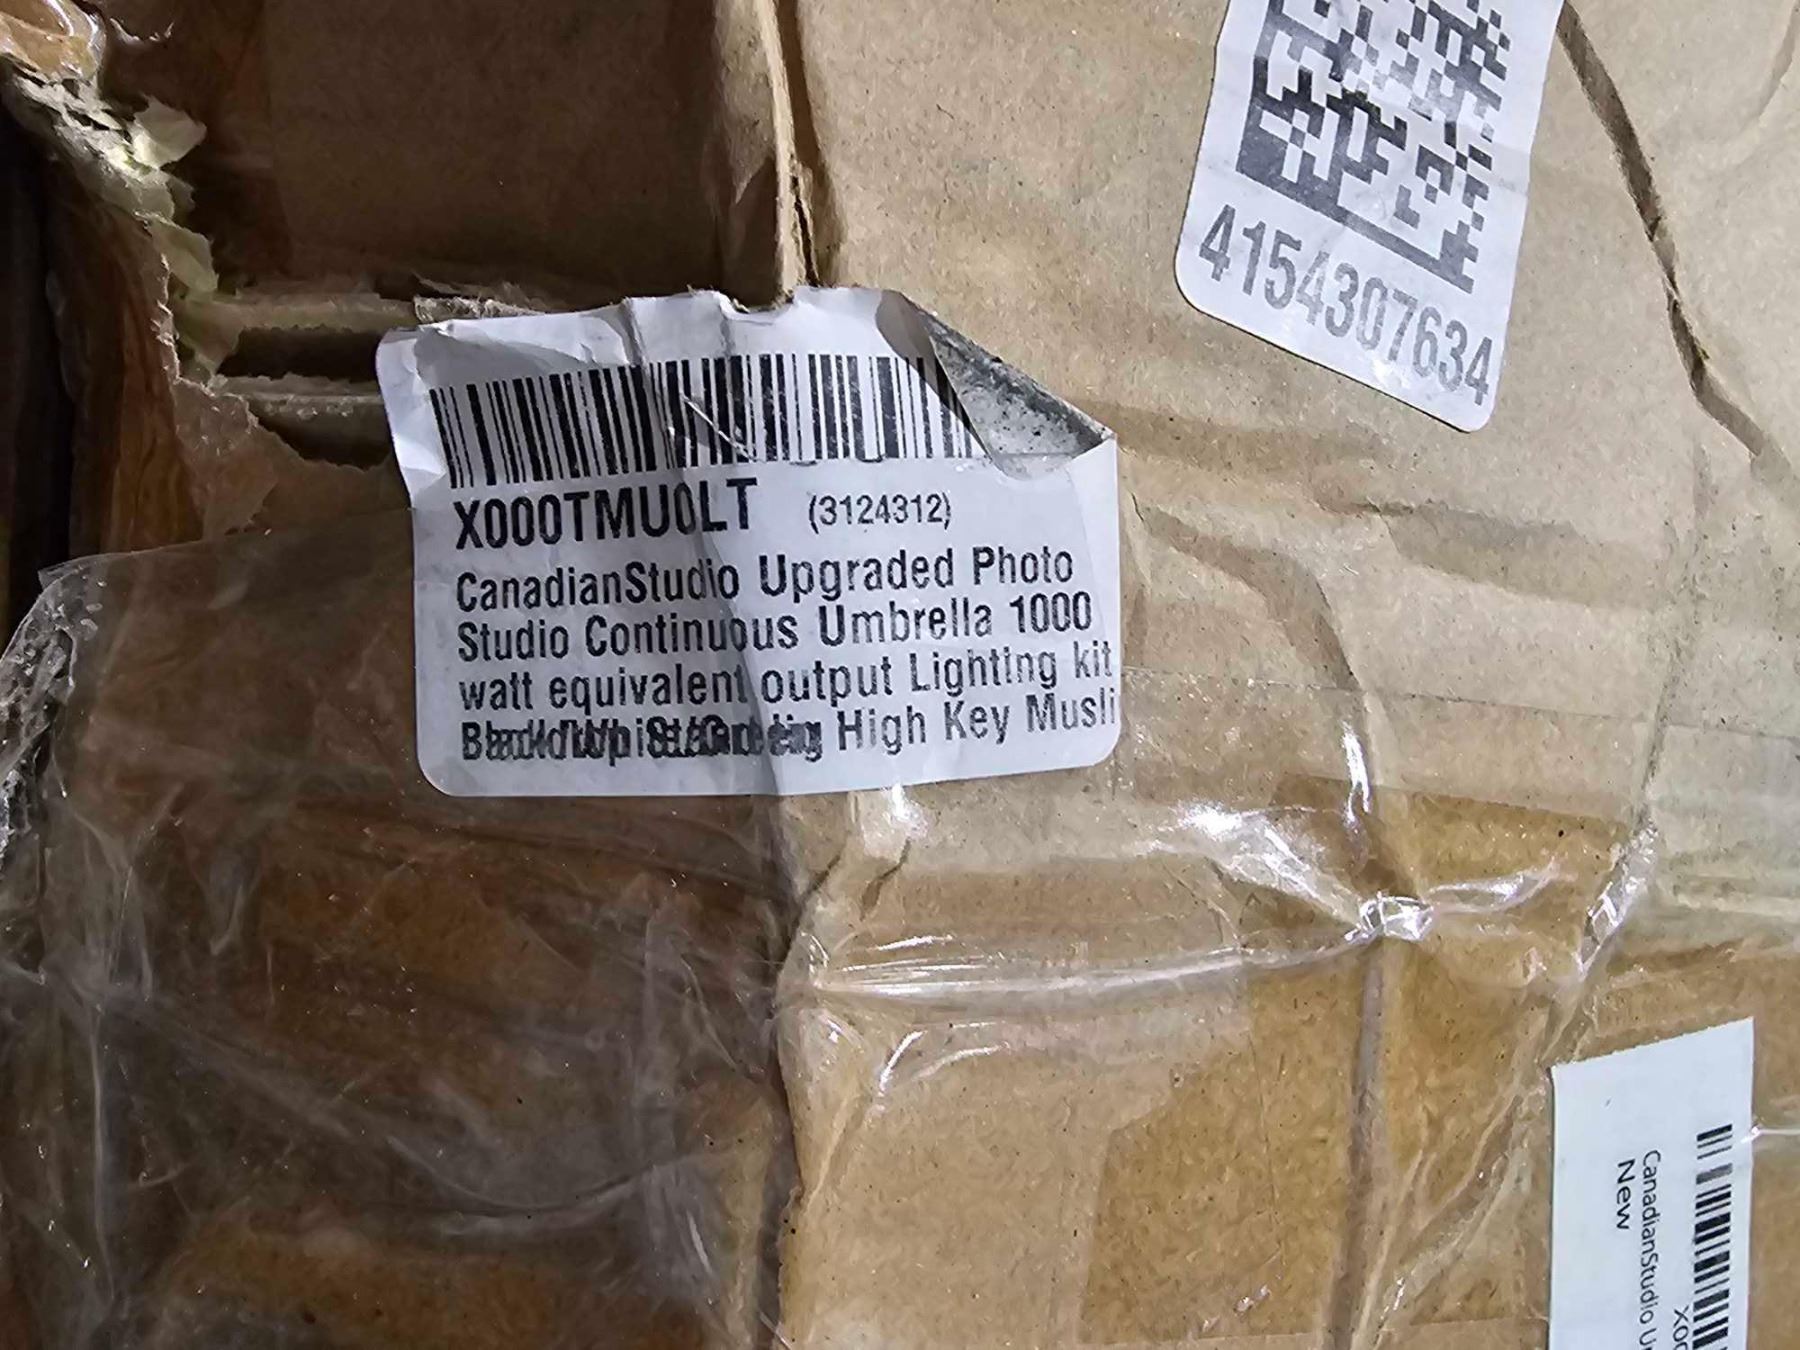 4154307634
X000TMU0LT (3124312)
CanadianStudio Upgraded Photo
Studio Continuous Umbrella 1000
watt equivalent output Lighting kit
High Key Musli
X00
CanadianStudio U
New